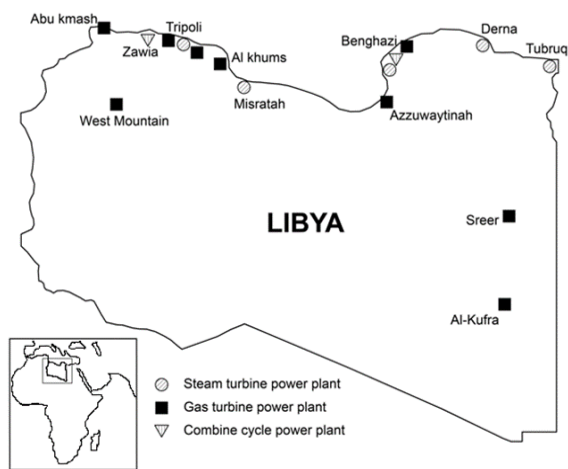 Abu kmash
Tripoli
Zawia
Al khums
Misratah
West Mountain
Benghazi
Derna
Tubruq
Azzuwaytinah
LIBYA
Sreer
Al-Kufra
Steam turbine power plant
Gas turbine power plant
Combine cycle power plant